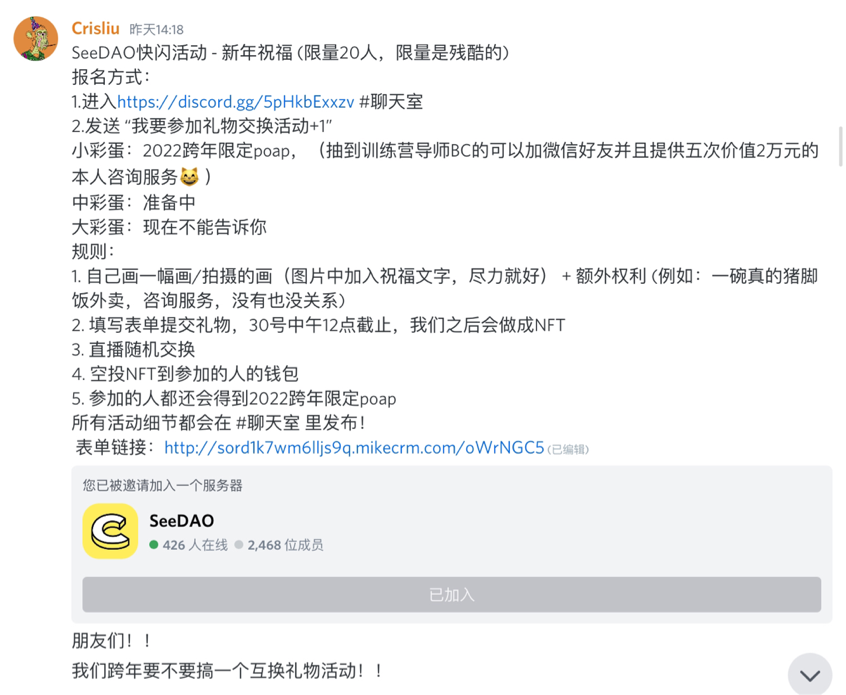 Crisliu 昨天14:18
SeeDAO快闪活动 - 新年祝福 (限量20人，限量是残酷的)
报名方式：
1.进入https://discord.gg/5pHkbExxzv #聊天室
2.发送 “我要参加礼物交换活动+1”
小彩蛋：2022跨年限定poap，（抽到训练营导师BC的可以加微信好友并且提供五次价值2万元的
本人咨询服务😺 ）
中彩蛋：准备中
大彩蛋：现在不能告诉你
规则：
1. 自己画一幅画/拍摄的画（图片中加入祝福文字，尽力就好） + 额外权利 (例如：一碗真的猪脚
饭外卖，咨询服务，没有也没关系）
2. 填写表单提交礼物，30号中午12点截止，我们之后会做成NFT
3. 直播随机交换
4. 空投NFT到参加的人的钱包
5. 参加的人都还会得到2022跨年限定poap
所有活动细节都会在 #聊天室 里发布！
表单链接：http://sord1k7wm6lljs9q.mikecrm.com/oWrNGC5 (已编辑)
您已被邀请加入一个服务器
SeeDAO
426 人在线 2,468 位成员
已加入
朋友们！！
我们跨年要不要搞一个互换礼物活动！！